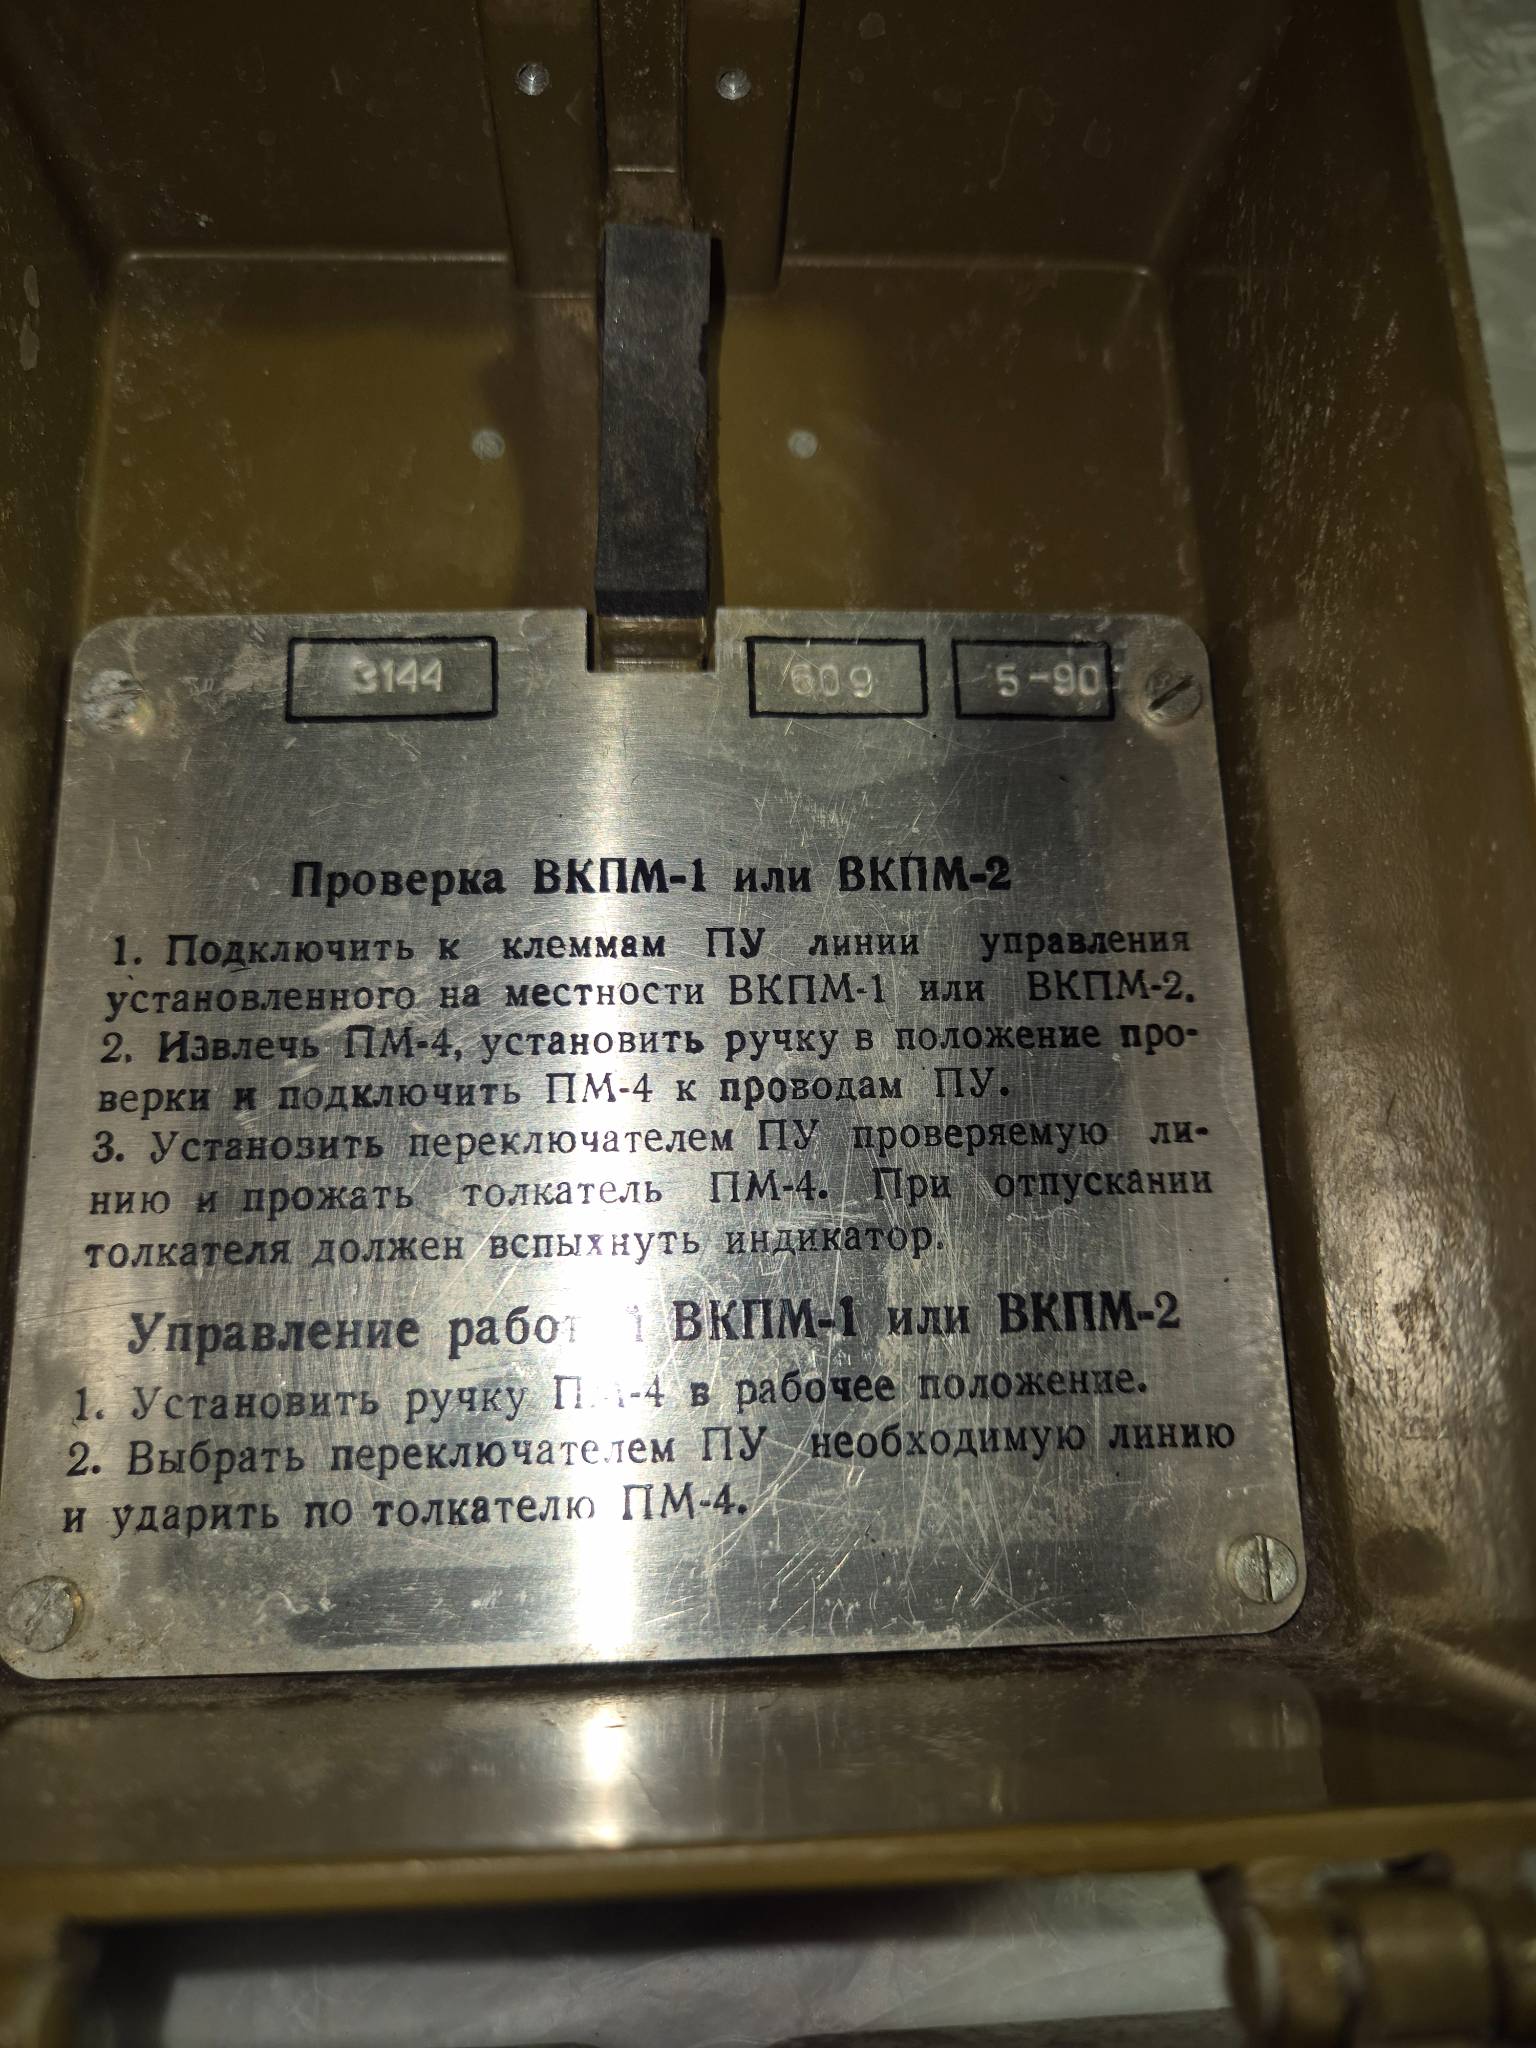 3144 609 5-90
Проверка ВКПМ-1 или ВКПМ-2
1. Подключить к клеммам ПУ линии управления
установленного на местности ВКПМ-1 или ВКПМ-2.
2. Извлечь ПМ-4, установить ручку в положение про-
верки и подключить ПМ-4 к проводам ПУ.
3. Установить переключателем ПУ проверяемую ли-
нию и прожать толкатель ПМ-4. При отпускании
толкателя должен вспыхнуть индикатор.
Управление ВКПМ-1 или ВКПМ-2
1. Установить ручку ПМ-4 в рабочее положение.
2. Выбрать переключателем ПУ необходимую линию
и ударить по толкателю ПМ-4.